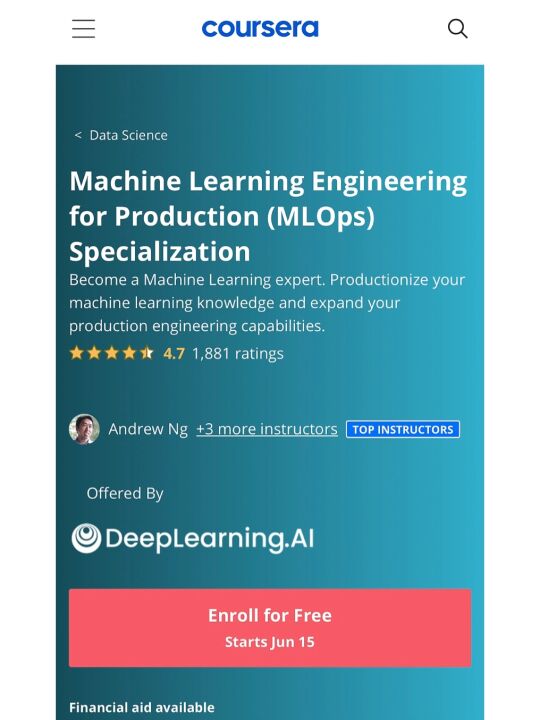 coursera
< Data Science
Machine Learning Engineering
for Production (MLOps)
Specialization
Become a Machine Learning expert. Productionize your
machine learning knowledge and expand your
production engineering capabilities.
4.7 1,881 ratings
Andrew Ng +3 more instructors TOP INSTRUCTORS
Offered By
DeepLearning.AI
Enroll for Free
Starts Jun 15
Financial aid available